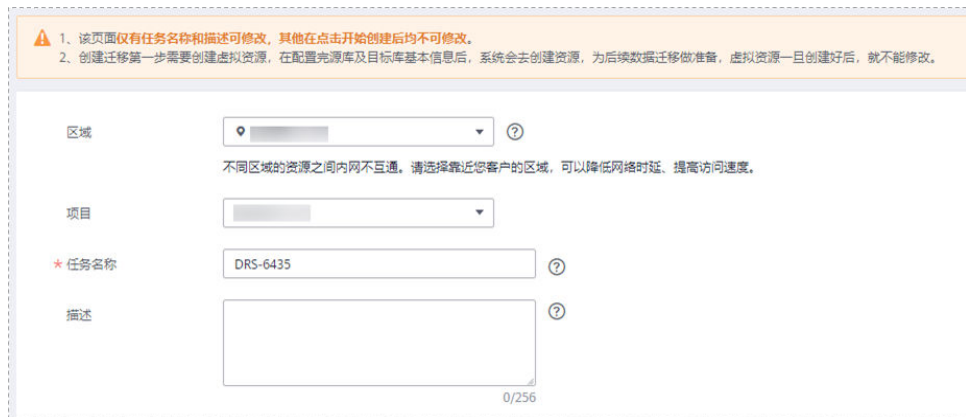 1、该页面仅有任务名称和描述可修改，其他在点击开始创建后均不可修改。
2、创建迁移第一步需要创建虚拟资源，在配置完源库及目标库基本信息后，系统会去创建资源，为后续数据迁移做准备，虚拟资源一旦创建好后，就不能修改。
区域
不同区域的资源之间内网不互通。请选择靠近您客户的区域，可以降低网络时延、提高访问速度。
项目
* 任务名称 DRS-6435
描述
0/256